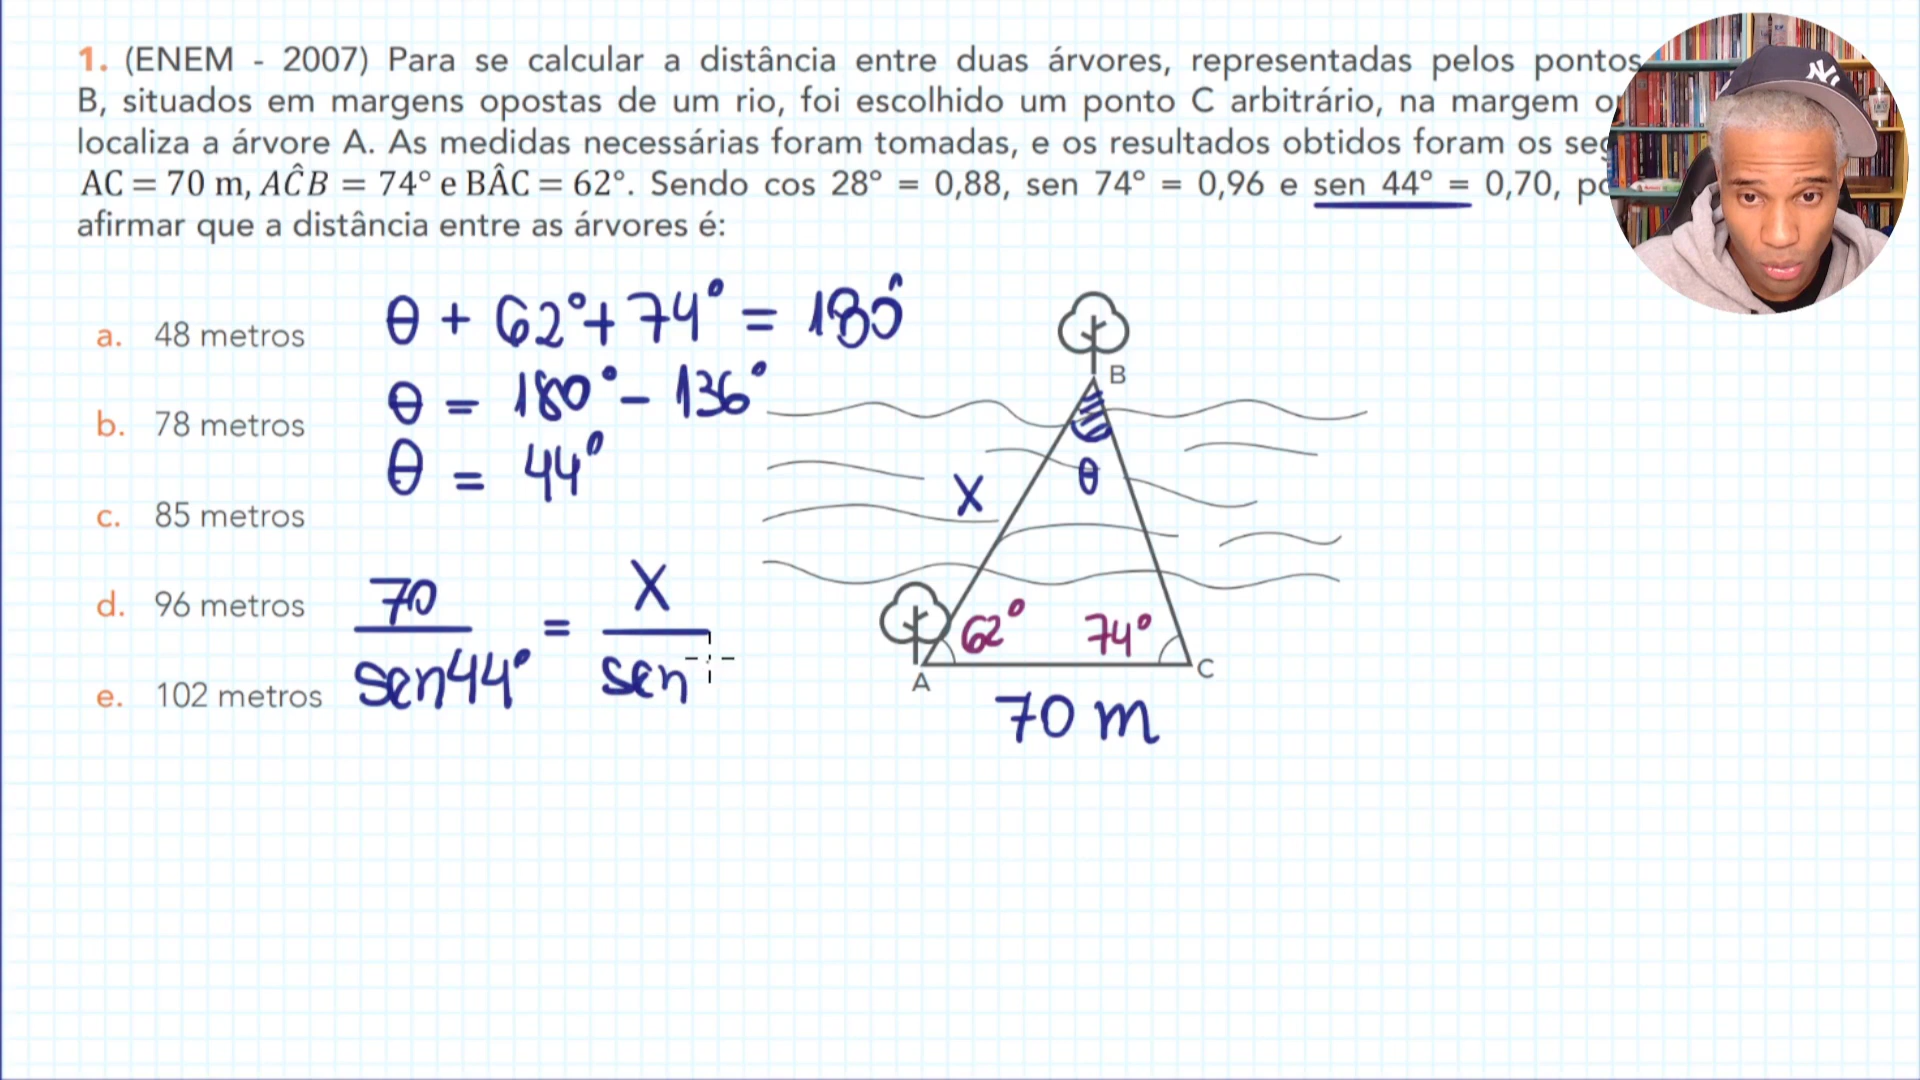 1. (ENEM - 2007) Para se calcular a distância entre duas árvores, representadas pelos pontos
B, situados em margens opostas de um rio, foi escolhido um ponto C arbitrário, na margem
localiza a árvore A. As medidas necessárias foram tomadas, e os resultados obtidos foram os
AC = 70 m, AĈB = 74° e BÂC = 62°. Sendo cos 28° = 0,88, sen 74° = 0,96 e sen 44° = 0,70,
afirmar que a distância entre as árvores é:
a. 48 metros
b. 78 metros
c. 85 metros
d. 96 metros
e. 102 metros
θ + 62° + 74° = 180°
θ = 180° - 136°
θ = 44°
70 = X
sen44° sen
B
θ
X
62° 74°
A C
70 m
NY